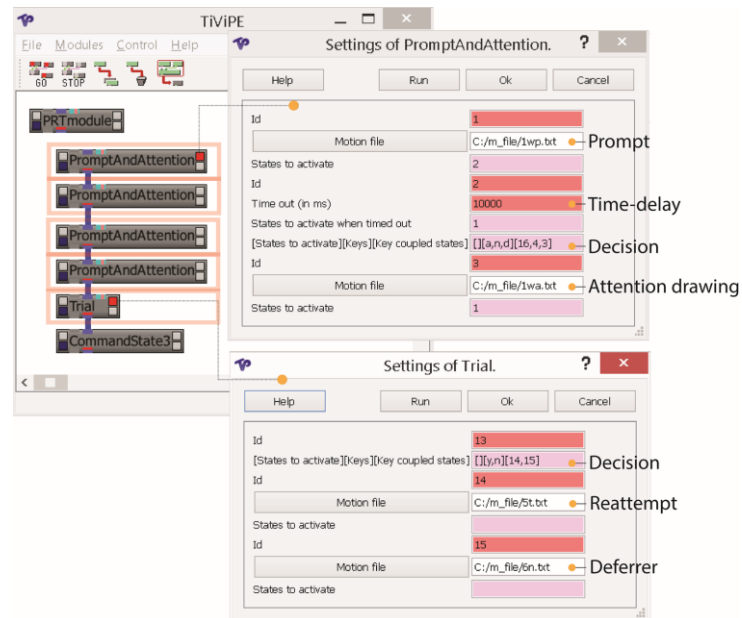 TiViPE
File Modules Control Help
GO STOP
PRTmodule
PromptAndAttention
PromptAndAttention
PromptAndAttention
PromptAndAttention
Trial
CommandState3
Settings of PromptAndAttention. ?
Help Run Ok Cancel
Id 1
Motion file C:/m_file/1wp.txt Prompt
States to activate 2
Id 2
Time out (in ms) 10000 Time-delay
States to activate when timed out 1
[States to activate][Keys][Key coupled states] [][a,n,d][16,4,3] Decision
Id 3
Motion file C:/m_file/1wa.txt Attention drawing
States to activate 1
Settings of Trial. ?
Help Run Ok Cancel
Id 13
[States to activate][Keys][Key coupled states] [][y,n][14,15] Decision
Id 14
Motion file C:/m_file/5t.txt Reattempt
States to activate
Id 15
Motion file C:/m_file/6n.txt Deferrer
States to activate